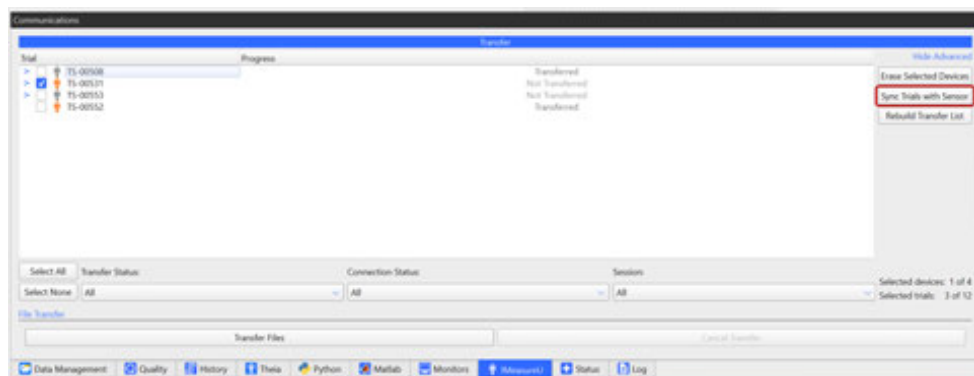 Communications
Transfer
Trial Progress Hide Advanced
> TS-00508 Transferred
> TS-00531 Not Transferred
> TS-00553 Not Transferred
TS-00552 Transferred
Erase Selected Devices
Sync Trials with Sensor
Rebuild Transfer List
Select All Transfer Status: Connection Status: Session:
Select None All All All
Selected devices: 1 of 4
Selected trials: 3 of 12
File Transfer
Transfer Files Cancel Transfer
Data Management Quality History Theia Python Matlab Monitors IMeasureU Status Log